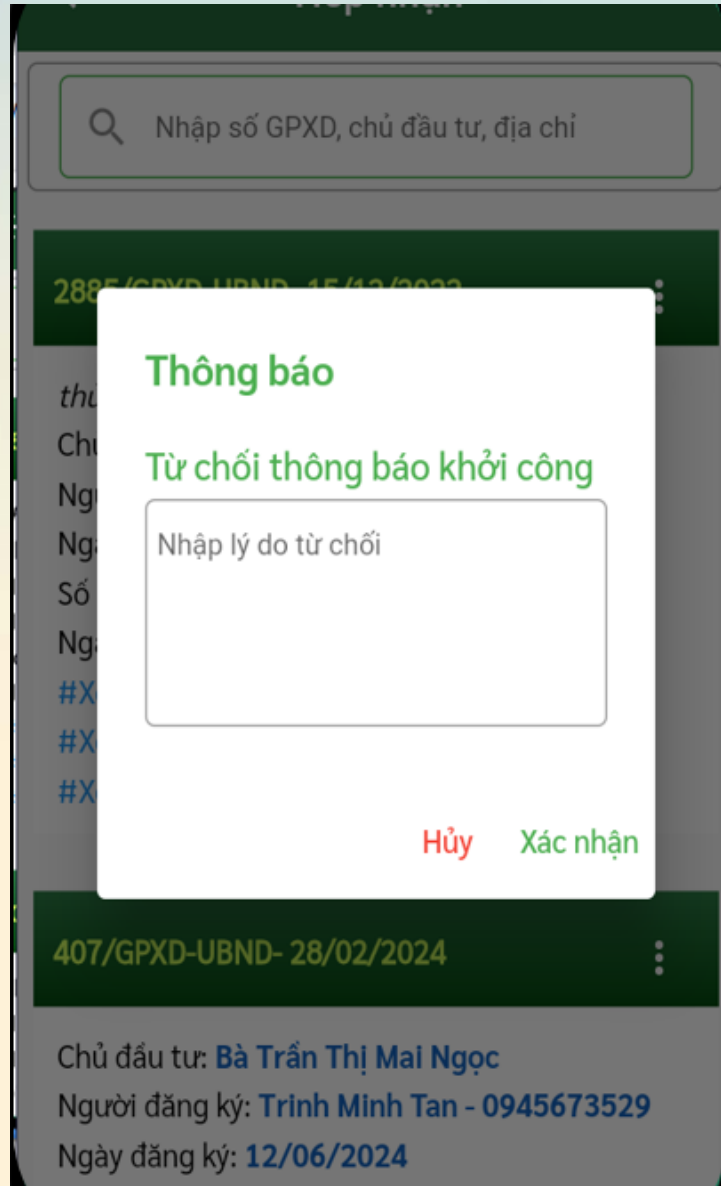 Nhập số GPXD, chủ đầu tư, địa chỉ
Thông báo
thủ
Từ chối thông báo khởi công
Nhập lý do từ chối
Số
Hủy
Xác nhận
407/GPXD-UBND- 28/02/2024
Chủ đầu tư: Bà Trần Thị Mai Ngọc
Người đăng ký: Trinh Minh Tan - 0945673529
Ngày đăng ký: 12/06/2024